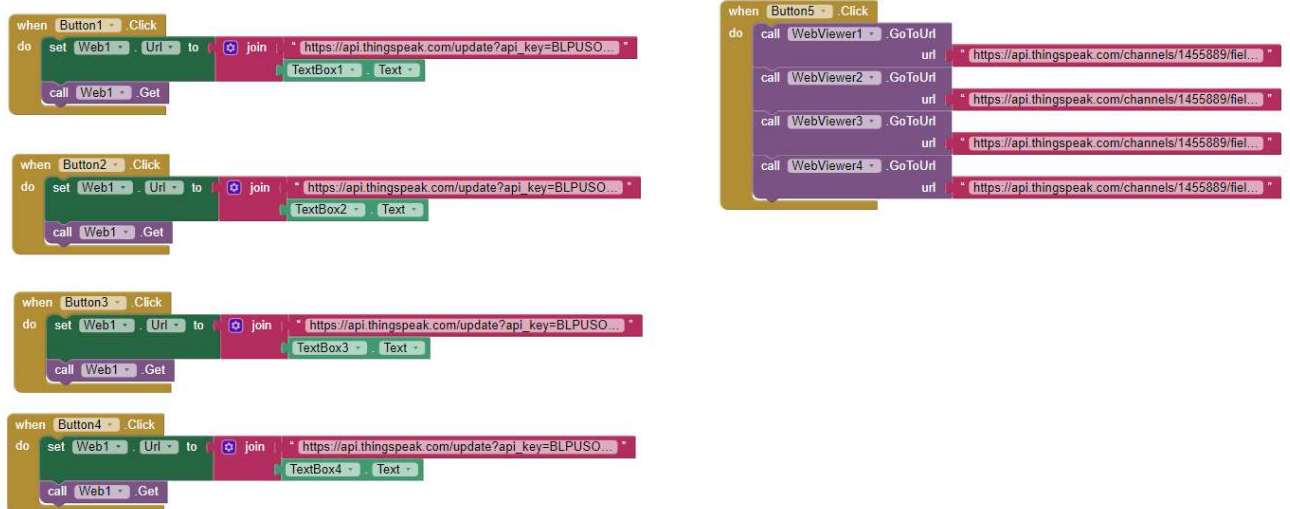 when Button1 .Click
do set Web1 . Url to join " https://api.thingspeak.com/update?api_key=BLPUSO... "
TextBox1 . Text
call Web1 .Get
when Button2 .Click
do set Web1 . Url to join " https://api.thingspeak.com/update?api_key=BLPUSO... "
TextBox2 . Text
call Web1 .Get
when Button3 .Click
do set Web1 . Url to join " https://api.thingspeak.com/update?api_key=BLPUSO... "
TextBox3 . Text
call Web1 .Get
when Button4 .Click
do set Web1 . Url to join " https://api.thingspeak.com/update?api_key=BLPUSO... "
TextBox4 . Text
call Web1 .Get
when Button5 .Click
do call WebViewer1 .GoToUrl
url " https://api.thingspeak.com/channels/1455889/fiel... "
call WebViewer2 .GoToUrl
url " https://api.thingspeak.com/channels/1455889/fiel... "
call WebViewer3 .GoToUrl
url " https://api.thingspeak.com/channels/1455889/fiel... "
call WebViewer4 .GoToUrl
url " https://api.thingspeak.com/channels/1455889/fiel... "